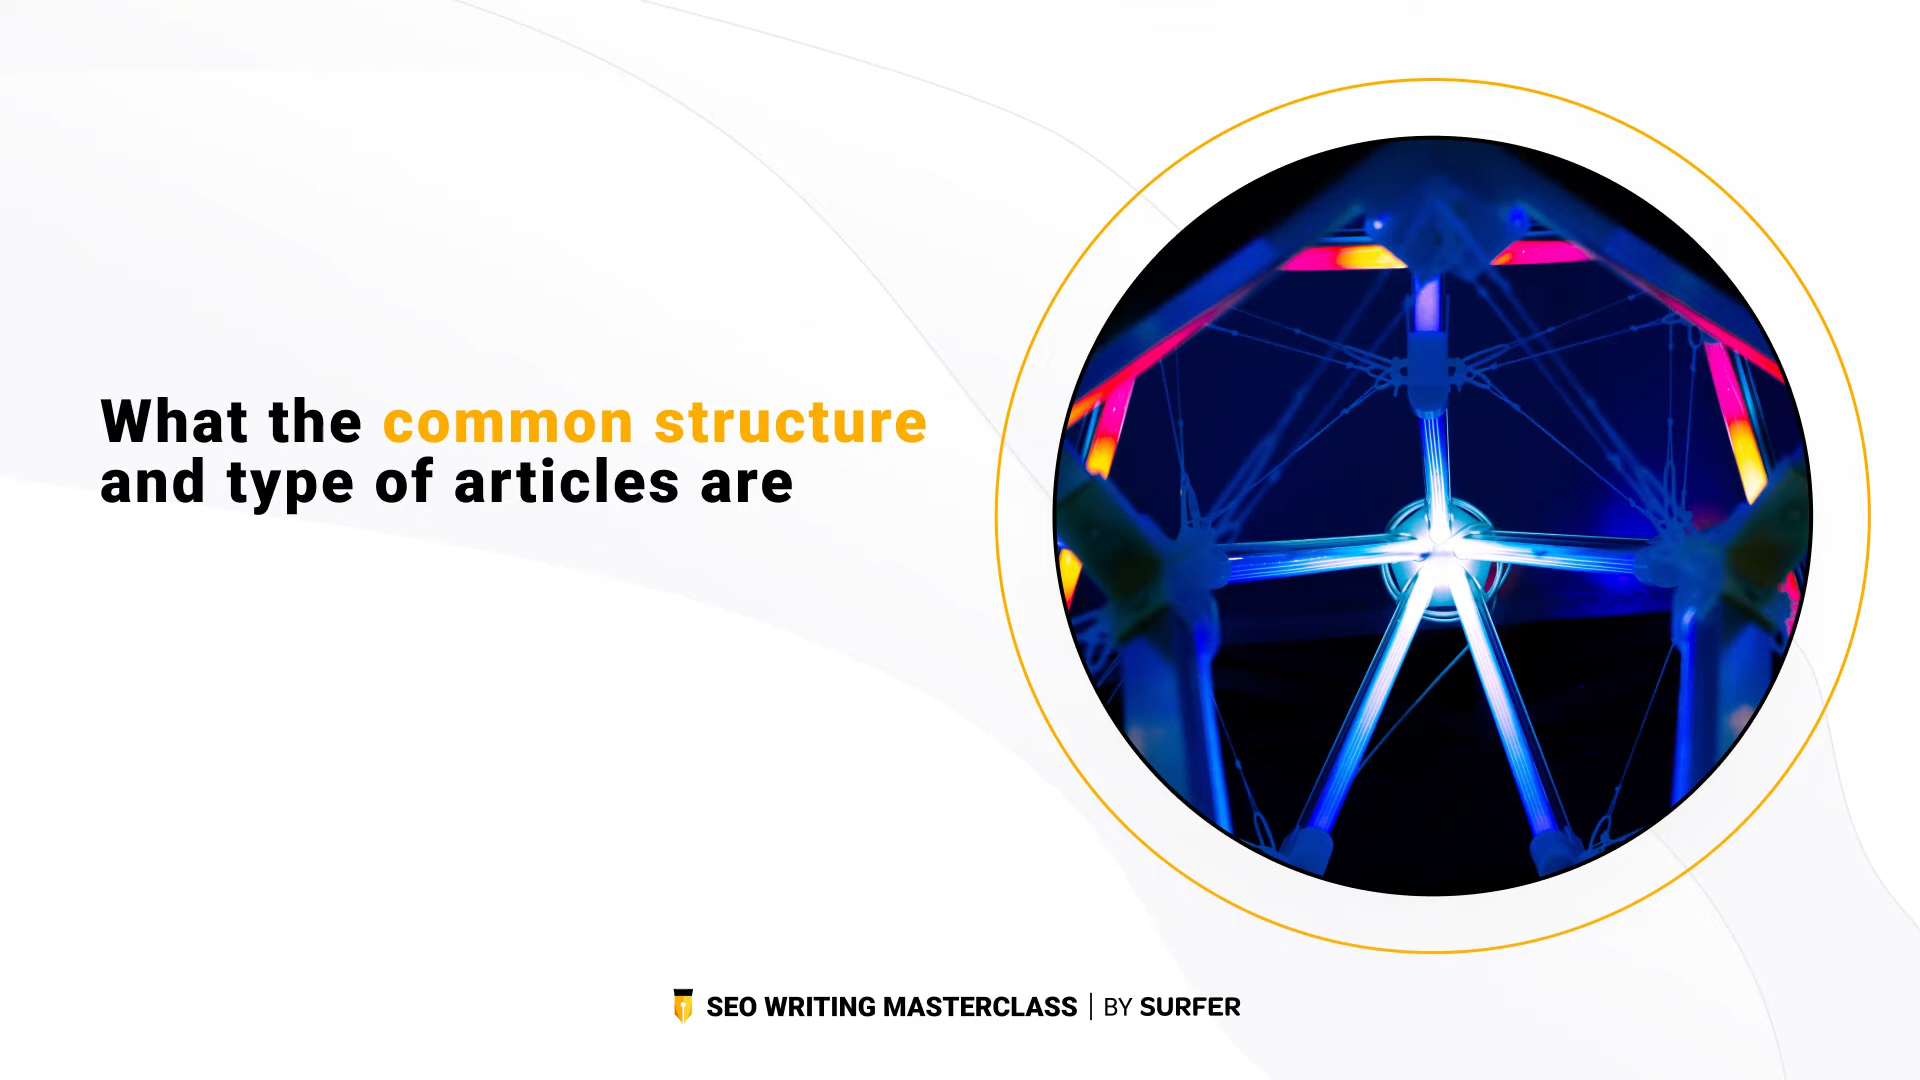 What the common structure
and type of articles are
SEO WRITING MASTERCLASS | BY SURFER